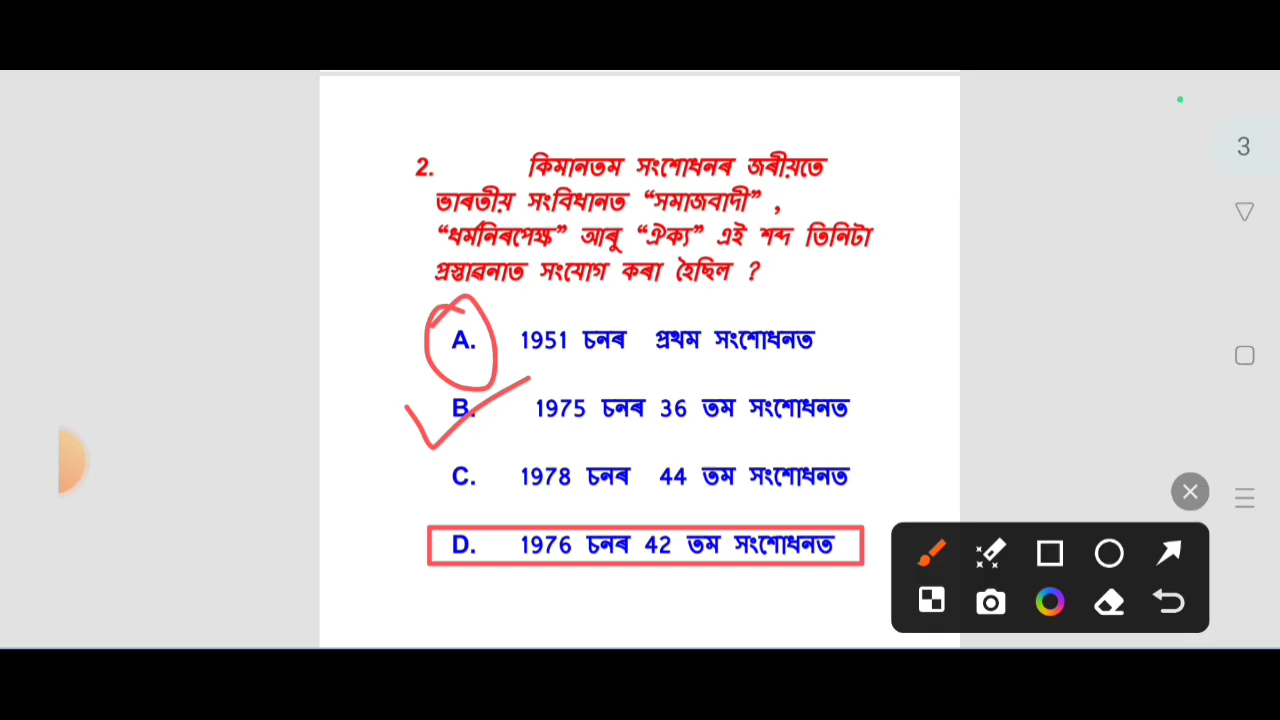 3
2. কিমানতম সংশোধনৰ জৰীয়তে
ভাৰতীয় সংবিধানত “সমাজবাদী” ,
“ধৰ্মনিৰপেক্ষ” আৰু “ঐক্য” এই শব্দ তিনিটা
প্ৰস্তাৱনাত সংযোগ কৰা হৈছিল ?
A. 1951 চনৰ প্ৰথম সংশোধনত
B. 1975 চনৰ 36 তম সংশোধনত
C. 1978 চনৰ 44 তম সংশোধনত
D. 1976 চনৰ 42 তম সংশোধনত